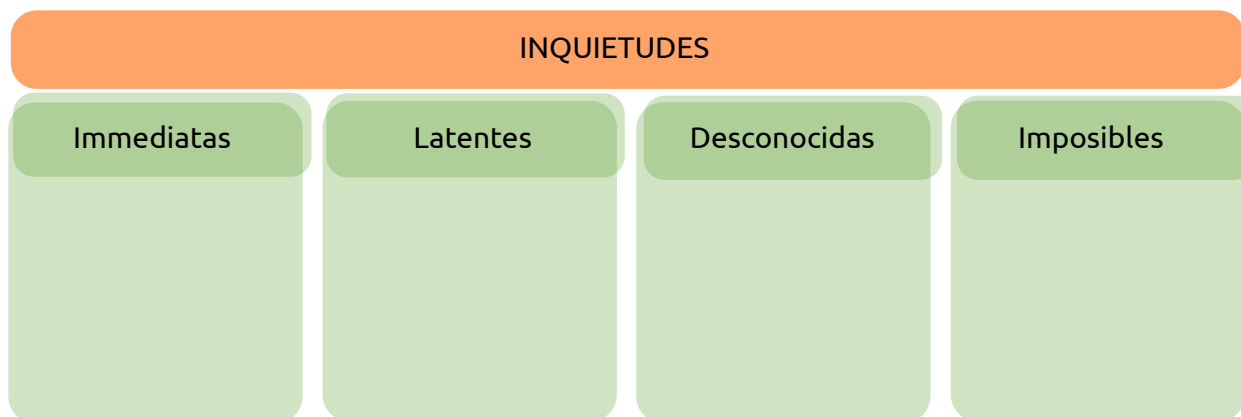 INQUIETUDES
Immediatas
Latentes
Desconocidas
Imposibles